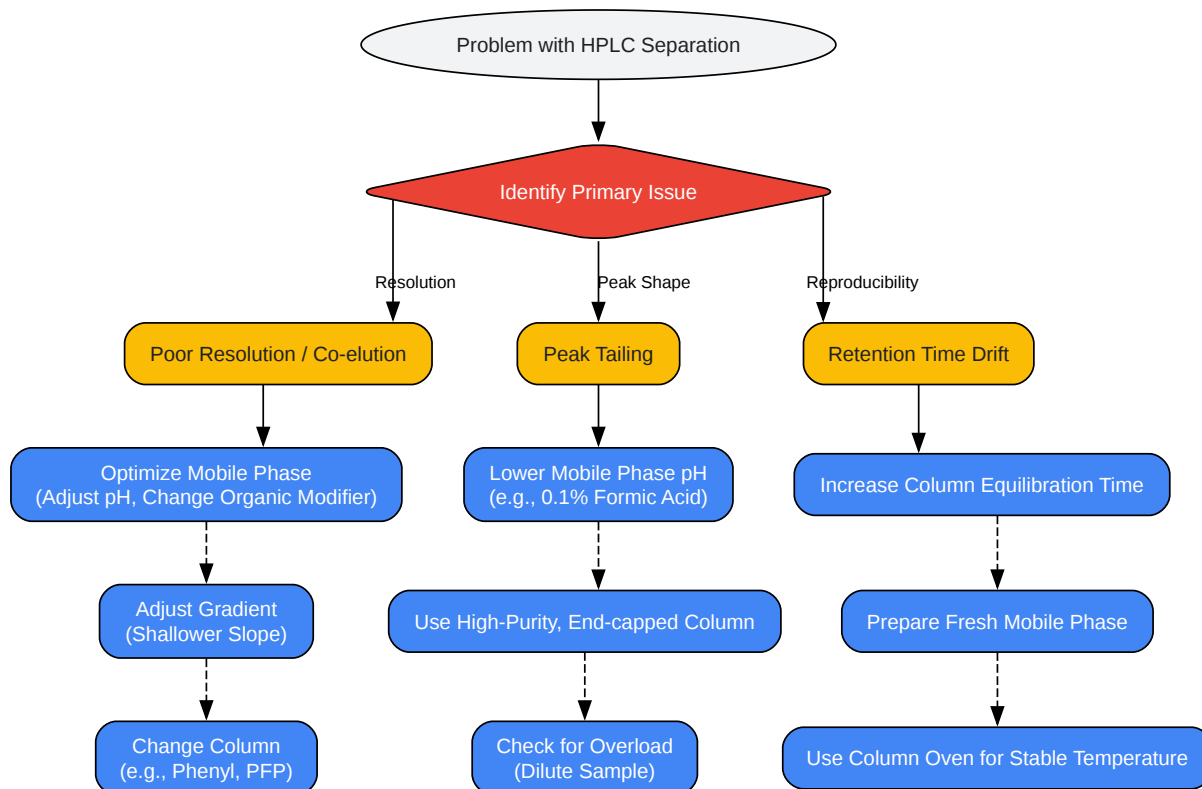 Problem with HPLC Separation
Identify Primary Issue
Resolution
Peak Shape
Reproducibility
Poor Resolution / Co-elution
Peak Tailing
Retention Time Drift
Optimize Mobile Phase
(Adjust pH, Change Organic Modifier)
Lower Mobile Phase pH
(e.g., 0.1% Formic Acid)
Increase Column Equilibration Time
Adjust Gradient
(Shallower Slope)
Use High-Purity, End-capped Column
Prepare Fresh Mobile Phase
Change Column
(e.g., Phenyl, PFP)
Check for Overload
(Dilute Sample)
Use Column Oven for Stable Temperature